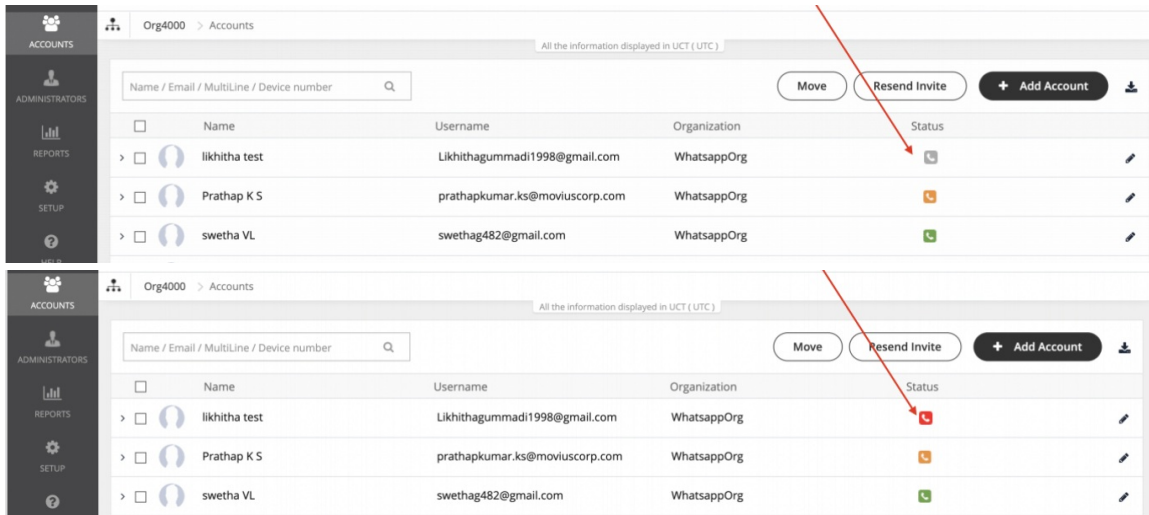 Org4000 > Accounts
ACCOUNTS
All the information displayed in UCT ( UTC )
Name / Email / MultiLine / Device number
Move
Resend Invite
+ Add Account
ADMINISTRATORS
Name Username Organization Status
REPORTS
likhitha test Likhithagummadi1998@gmail.com WhatsappOrg
Prathap K S prathapkumar.ks@moviuscorp.com WhatsappOrg
SETUP
swetha VL swethag482@gmail.com WhatsappOrg
HELP
Org4000 > Accounts
ACCOUNTS
All the information displayed in UCT ( UTC )
Name / Email / MultiLine / Device number
Move
Resend Invite
+ Add Account
ADMINISTRATORS
Name Username Organization Status
REPORTS
likhitha test Likhithagummadi1998@gmail.com WhatsappOrg
Prathap K S prathapkumar.ks@moviuscorp.com WhatsappOrg
SETUP
swetha VL swethag482@gmail.com WhatsappOrg